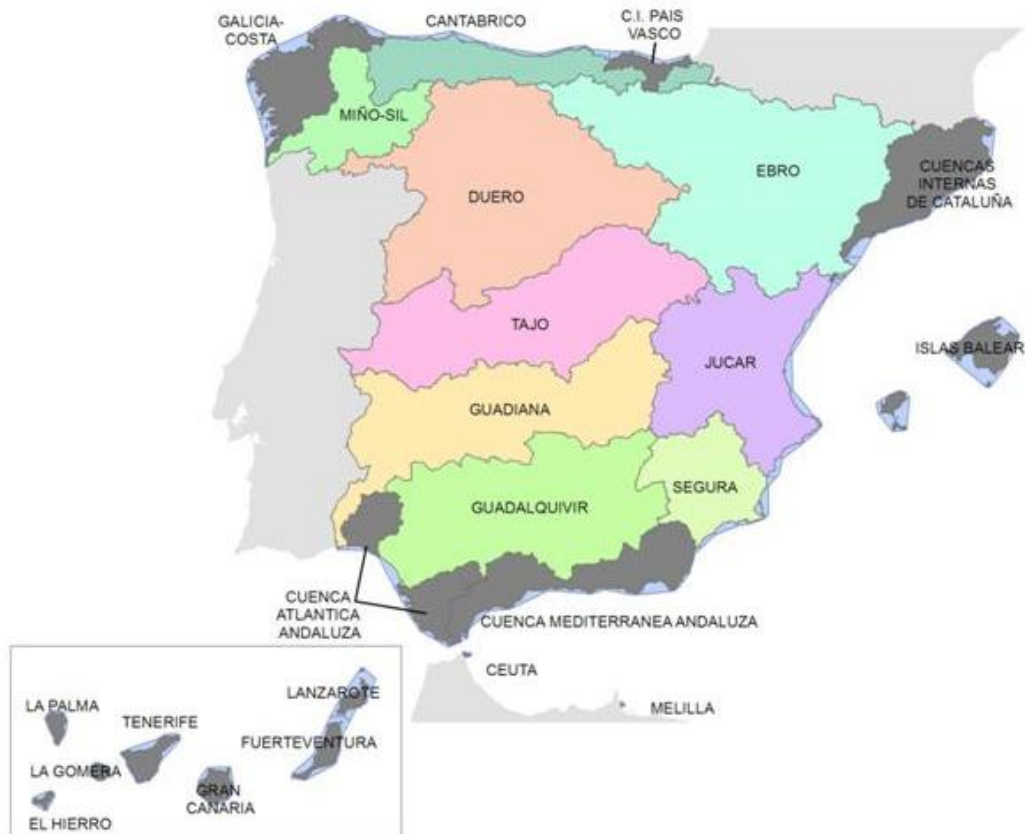 GALICIA-
COSTA
CANTABRICO
C.I. PAIS
VASCO
MIÑO-SIL
DUERO
EBRO
CUENCAS
INTERNAS
DE CATALUÑA
TAJO
JUCAR
ISLAS BALEAR
GUADIANA
SEGURA
GUADALQUIVIR
CUENCA
ATLANTICA
ANDALUZA
CUENCA MEDITERRANEA ANDALUZA
CEUTA
MELILLA
LANZAROTE
LA PALMA
TENERIFE
FUERTEVENTURA
LA GOMERA
GRAN
CANARIA
EL HIERRO